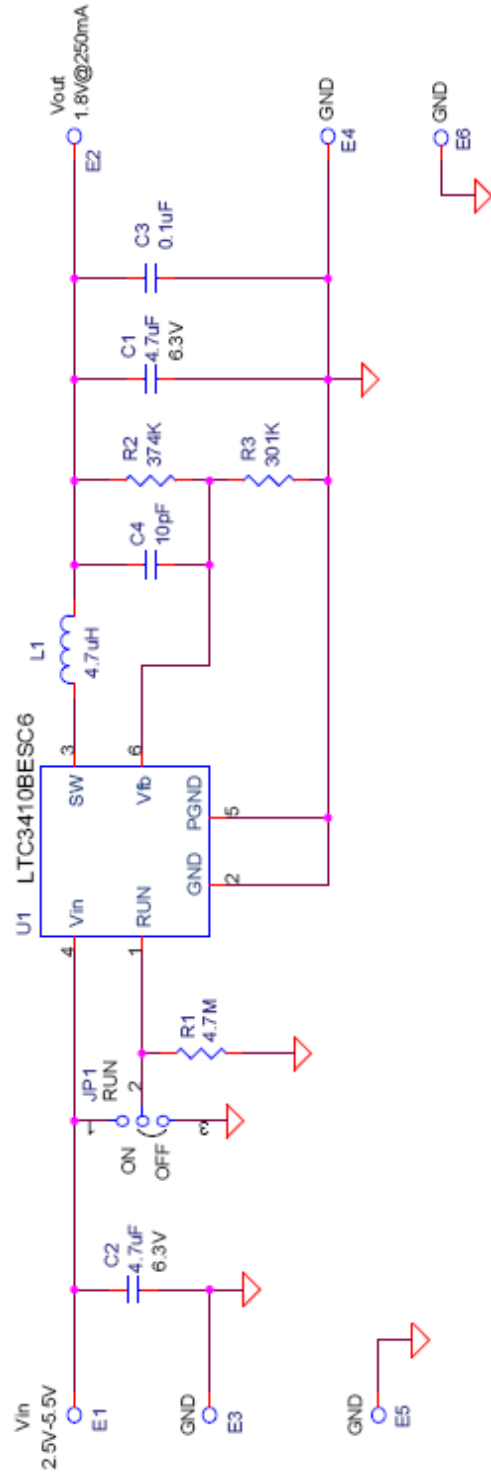 Vin
2.5V-5.5V
E1
GND
E3
GND
E5
C2
4.7uF
6.3V
JP1
RUN
1
2
3
ON
OFF
R1
4.7M
U1
LTC3410BESC6
4
Vin
SW
3
1
RUN
Vfb
6
GND
PGND
2
5
L1
4.7uH
C4
10pF
R2
374K
R3
301K
C1
4.7uF
6.3V
C3
0.1uF
Vout
1.8V@250mA
E2
GND
E4
GND
E6